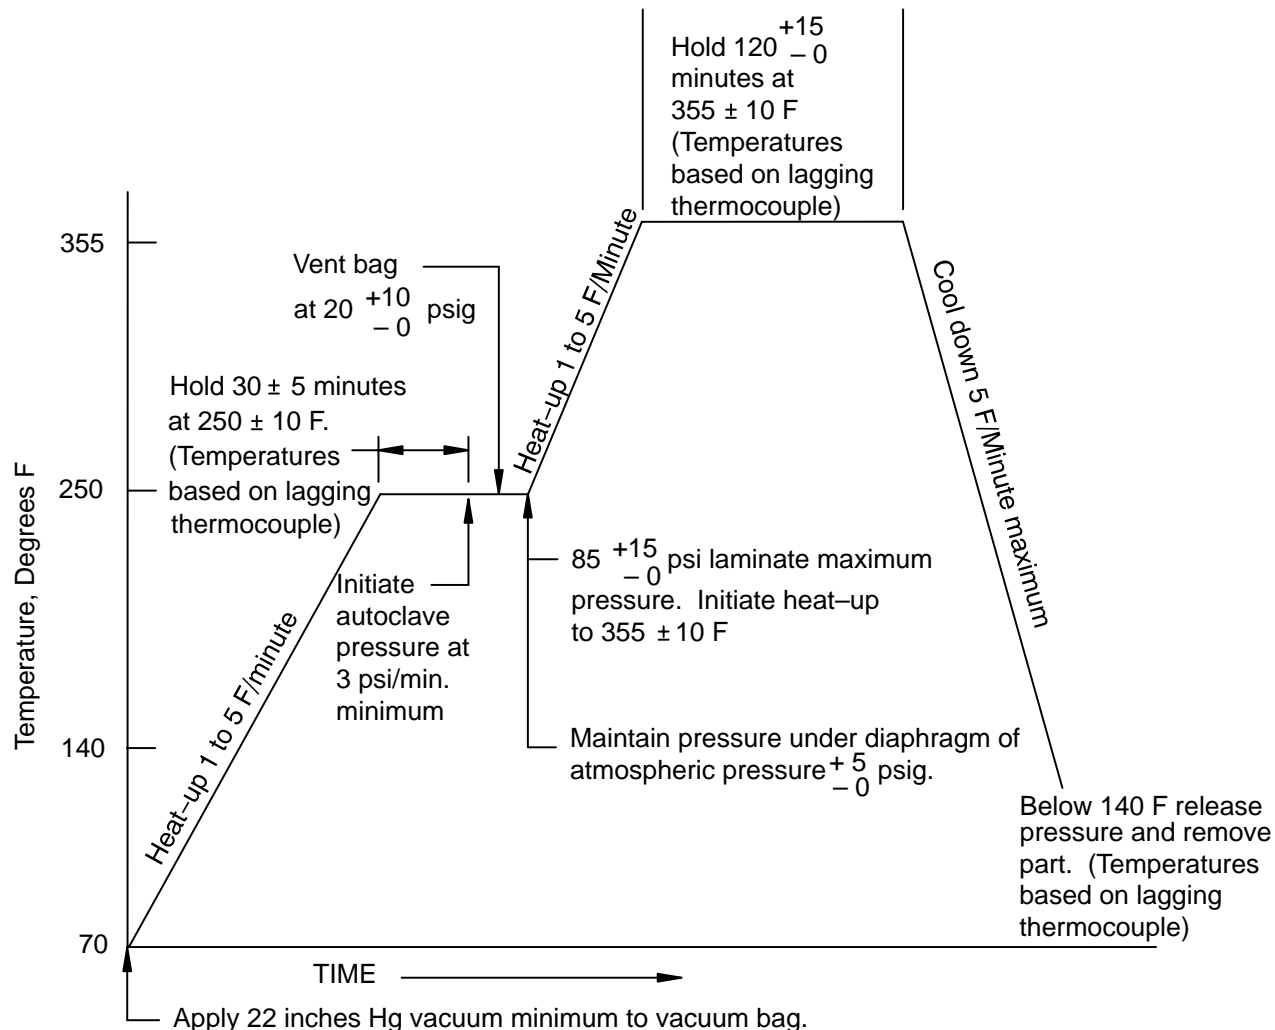 Hold 120 +15 – 0
minutes at
355 ± 10 F
(Temperatures
based on lagging
thermocouple)
355
Vent bag
at 20 +10 – 0 psig
Heat–up 1 to 5 F/Minute
Cool down 5 F/Minute maximum
Hold 30 ± 5 minutes
at 250 ± 10 F.
(Temperatures
based on lagging
thermocouple)
Temperature, Degrees F
250
85 +15 – 0 psi laminate maximum
pressure. Initiate heat–up
to 355 ±10 F
Initiate
autoclave
pressure at
3 psi/min.
minimum
Heat–up 1 to 5 F/minute
140
Maintain pressure under diaphragm of
atmospheric pressure + 5 – 0 psig.
Below 140 F release
pressure and remove
part. (Temperatures
based on lagging
thermocouple)
70
TIME
Apply 22 inches Hg vacuum minimum to vacuum bag.